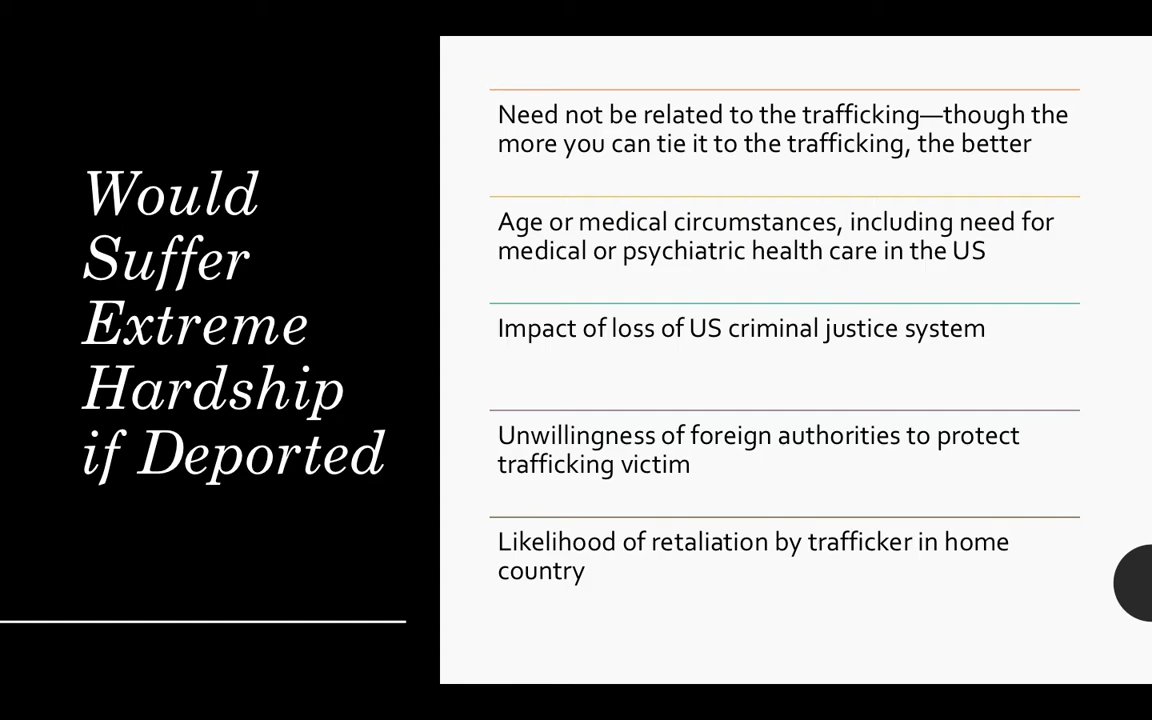 Would
Suffer
Extreme
Hardship
if Deported
Need not be related to the trafficking—though the
more you can tie it to the trafficking, the better
Age or medical circumstances, including need for
medical or psychiatric health care in the US
Impact of loss of US criminal justice system
Unwillingness of foreign authorities to protect
trafficking victim
Likelihood of retaliation by trafficker in home
country